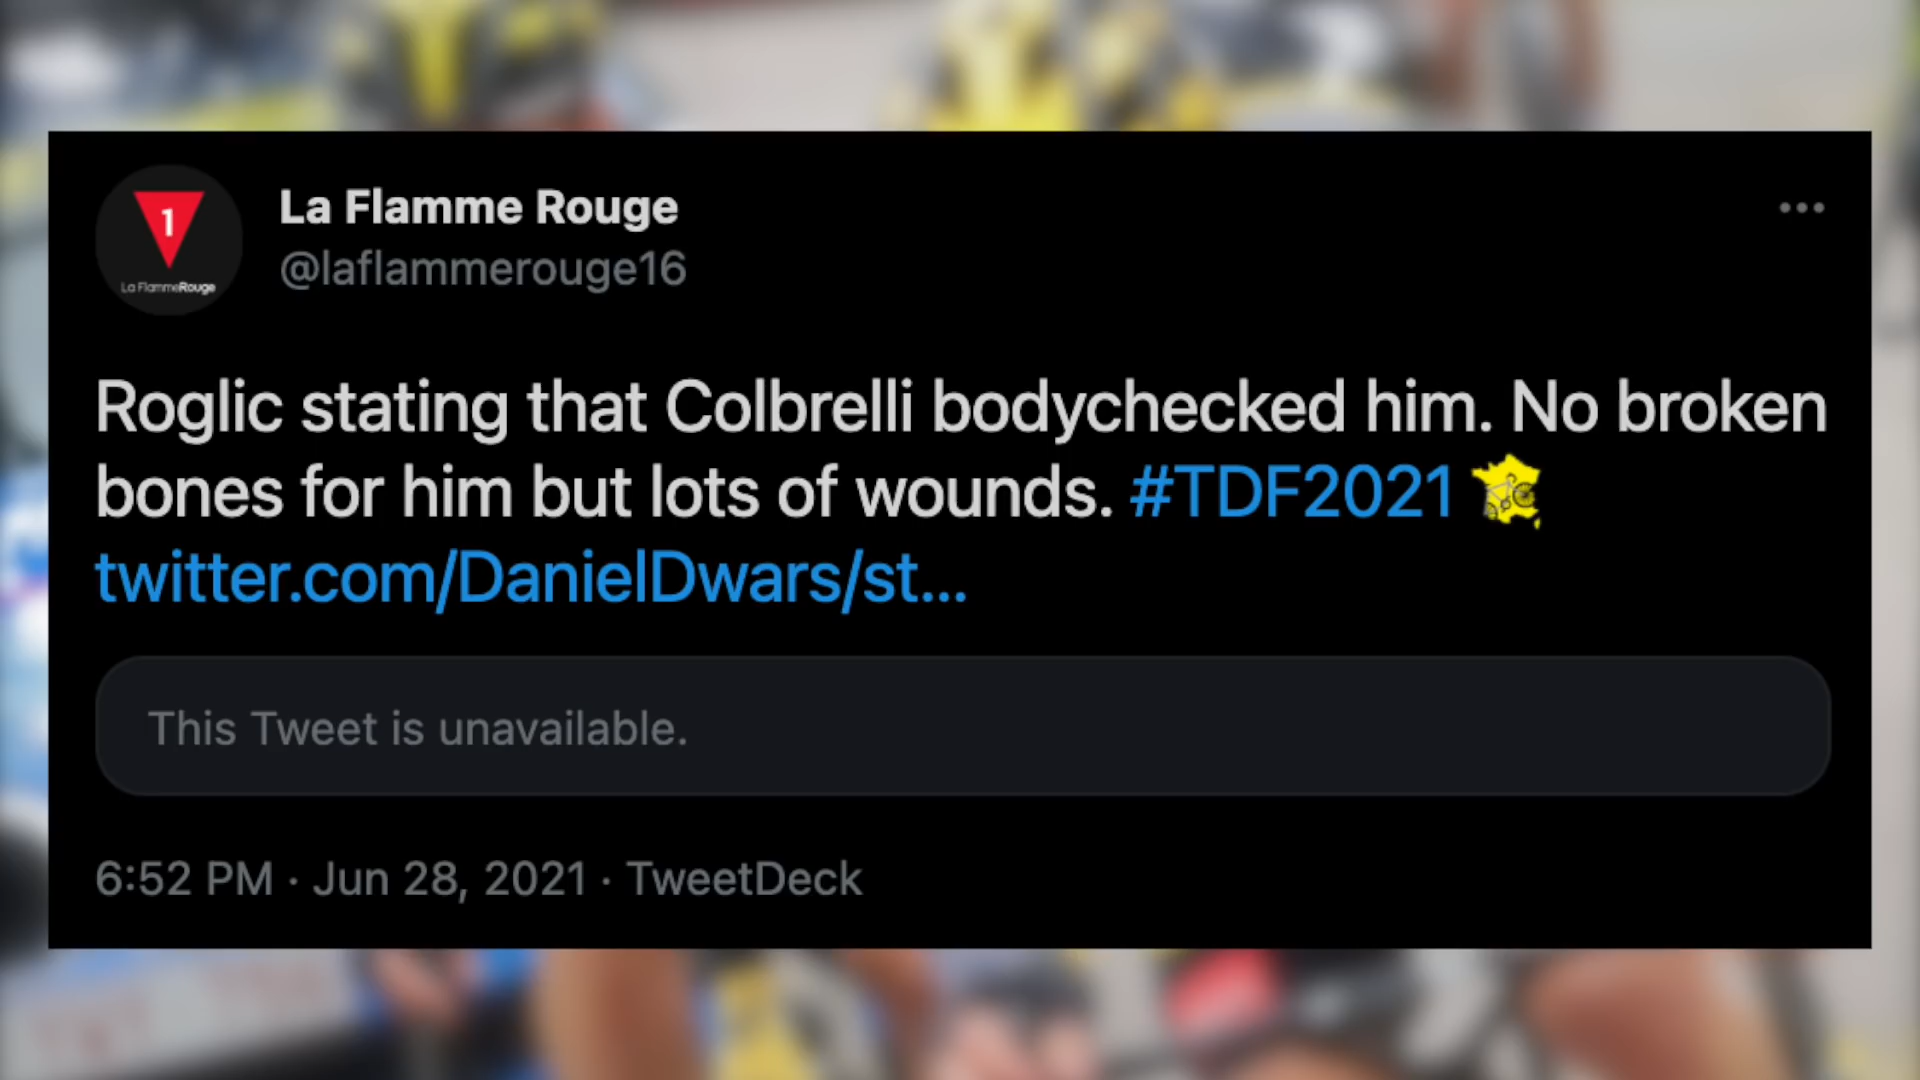 1
La FlammeRouge
La Flamme Rouge
@laflammerouge16
Roglic stating that Colbrelli bodychecked him. No broken
bones for him but lots of wounds. #TDF2021
twitter.com/DanielDwars/st...
This Tweet is unavailable.
6:52 PM · Jun 28, 2021 · TweetDeck